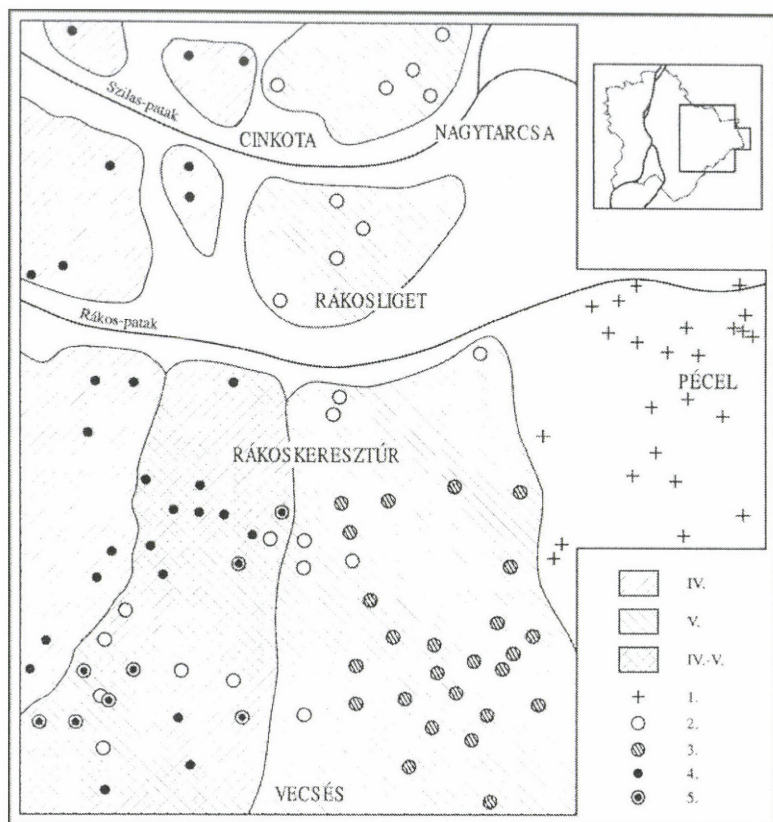 Szilas-patak
CINKOTA
NAGYTARCSA
RÁKOSLIGET
Rákos-patak
PÉCEL
RÁKOSKERESZTÚR
VECSÉS
IV.
V.
IV.-V.
1.
2.
3.
4.
5.